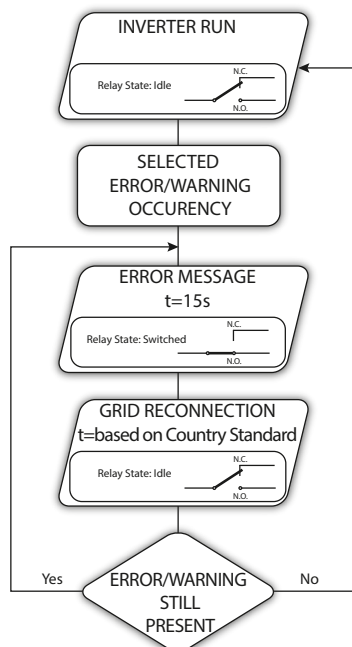 INVERTER RUN
N.C.
Relay State: Idle
N.O.
SELECTED
ERROR/WARNING
OCCURENCY
ERROR MESSAGE
t=15s
N.C.
Relay State: Switched
N.O.
GRID RECONNECTION
t=based on Country Standard
N.C.
Relay State: Idle
N.O.
Yes
ERROR/WARNING
STILL
PRESENT
No